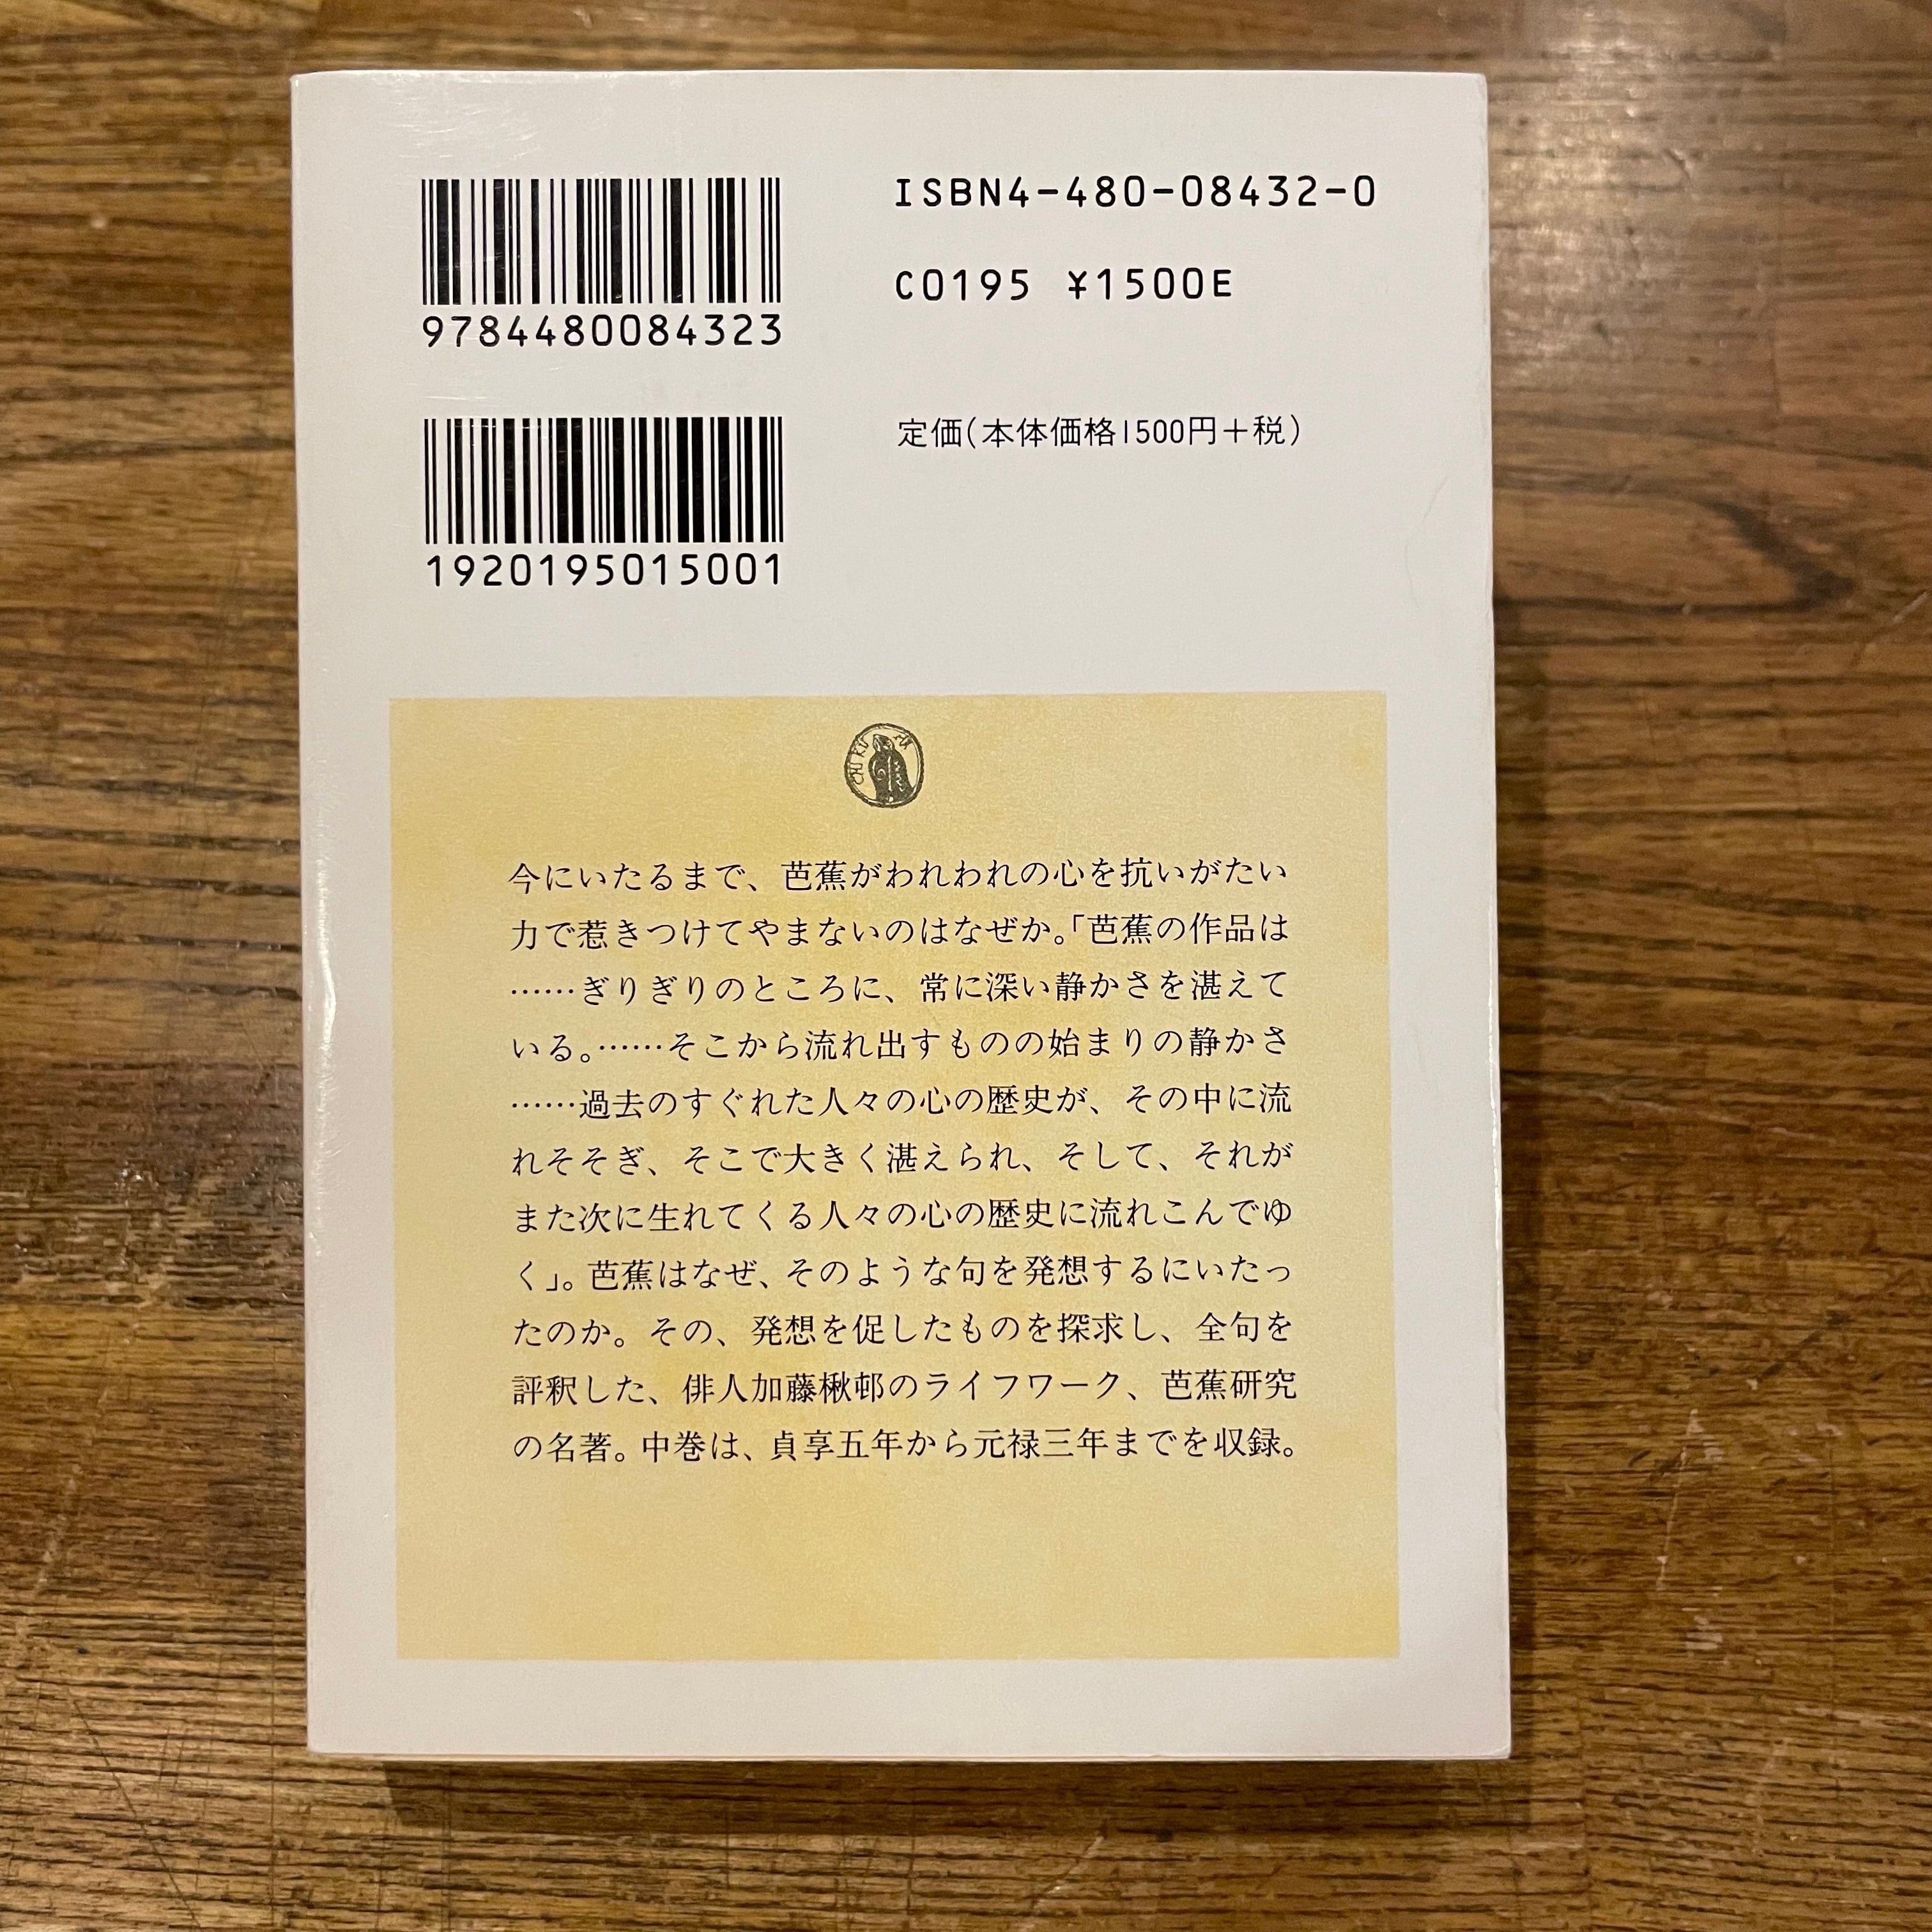 ISBN4-480-08432-0
C0195 ¥1500E
9784480084323
定価(本体価格1500円+税)
1920195015001
今にいたるまで、芭蕉がわれわれの心を抗いがたい
力で惹きつけてやまないのはなぜか。「芭蕉の作品は
……ぎりぎりのところに、常に深い静かさを湛えて
いる。……そこから流れ出すものの始まりの静かさ
……過去のすぐれた人々の心の歴史が、その中に流
れそそぎ、そこで大きく湛えられ、そして、それが
また次に生れてくる人々の心の歴史に流れこんでゆ
く」。芭蕉はなぜ、そのような句を発想するにいたっ
たのか。その、発想を促したものを探求し、全句を
評釈した、俳人加藤楸邨のライフワーク、芭蕉研究
の名著。中巻は、貞享五年から元禄三年までを収録。